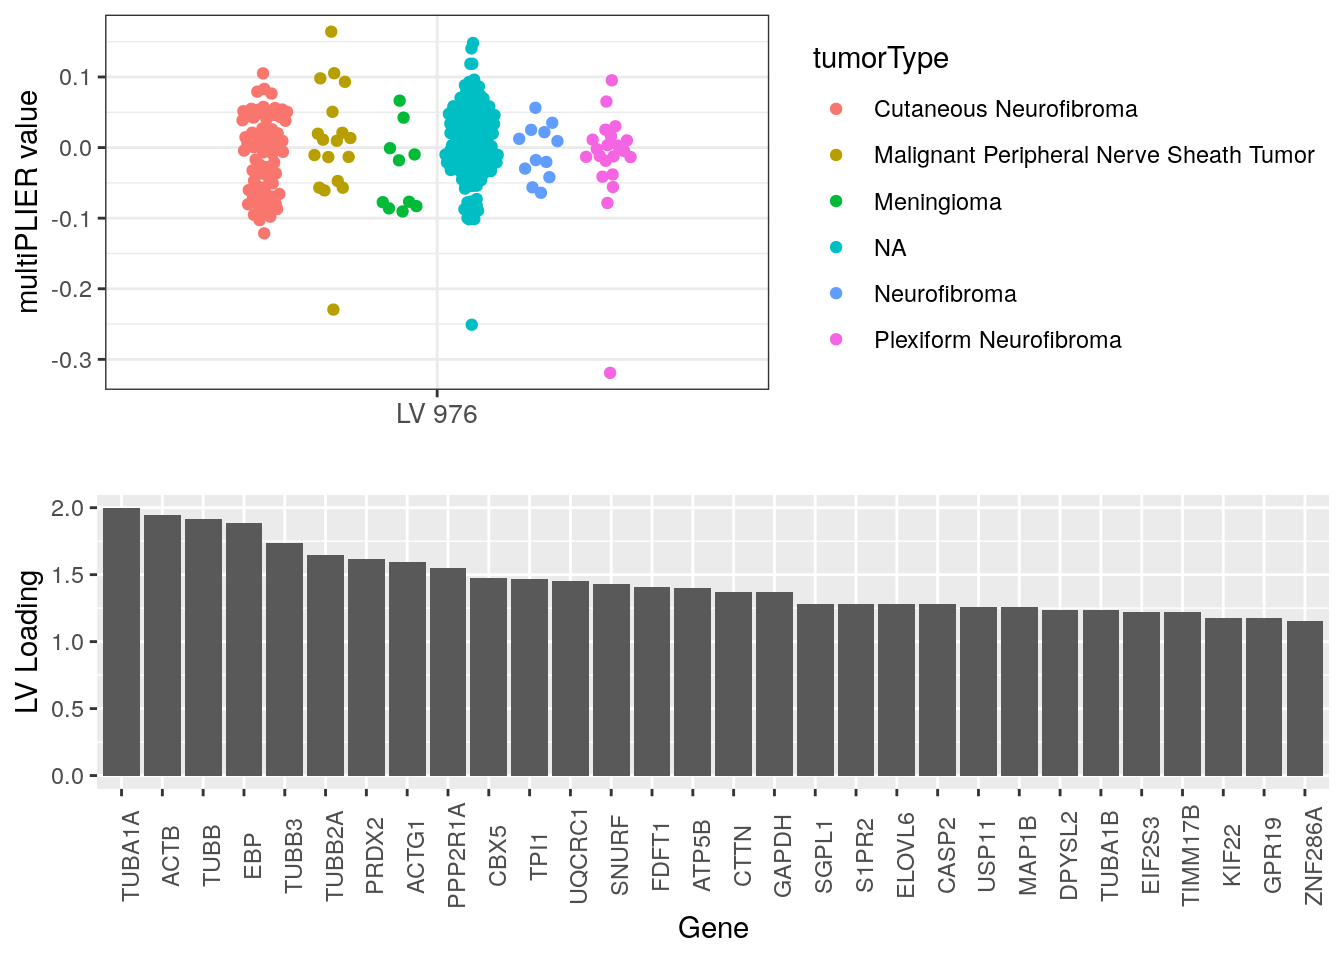 multiPLIER value
0.1
0.0
-0.1
-0.2
-0.3
LV 976
tumorType
Cutaneous Neurofibroma
Malignant Peripheral Nerve Sheath Tumor
Meningioma
NA
Neurofibroma
Plexiform Neurofibroma
LV Loading
2.0
1.5
1.0
0.5
0.0
TUBA1A
ACTB
TUBB
EBP
TUBB3
TUBB2A
PRDX2
ACTG1
PPP2R1A
CBX5
TPI1
UQCRC1
SNURF
FDFT1
ATP5B
CTTN
GAPDH
SGPL1
S1PR2
ELOVL6
CASP2
USP11
MAP1B
DPYSL2
TUBA1B
EIF2S3
TIMM17B
KIF22
GPR19
ZNF286A
Gene